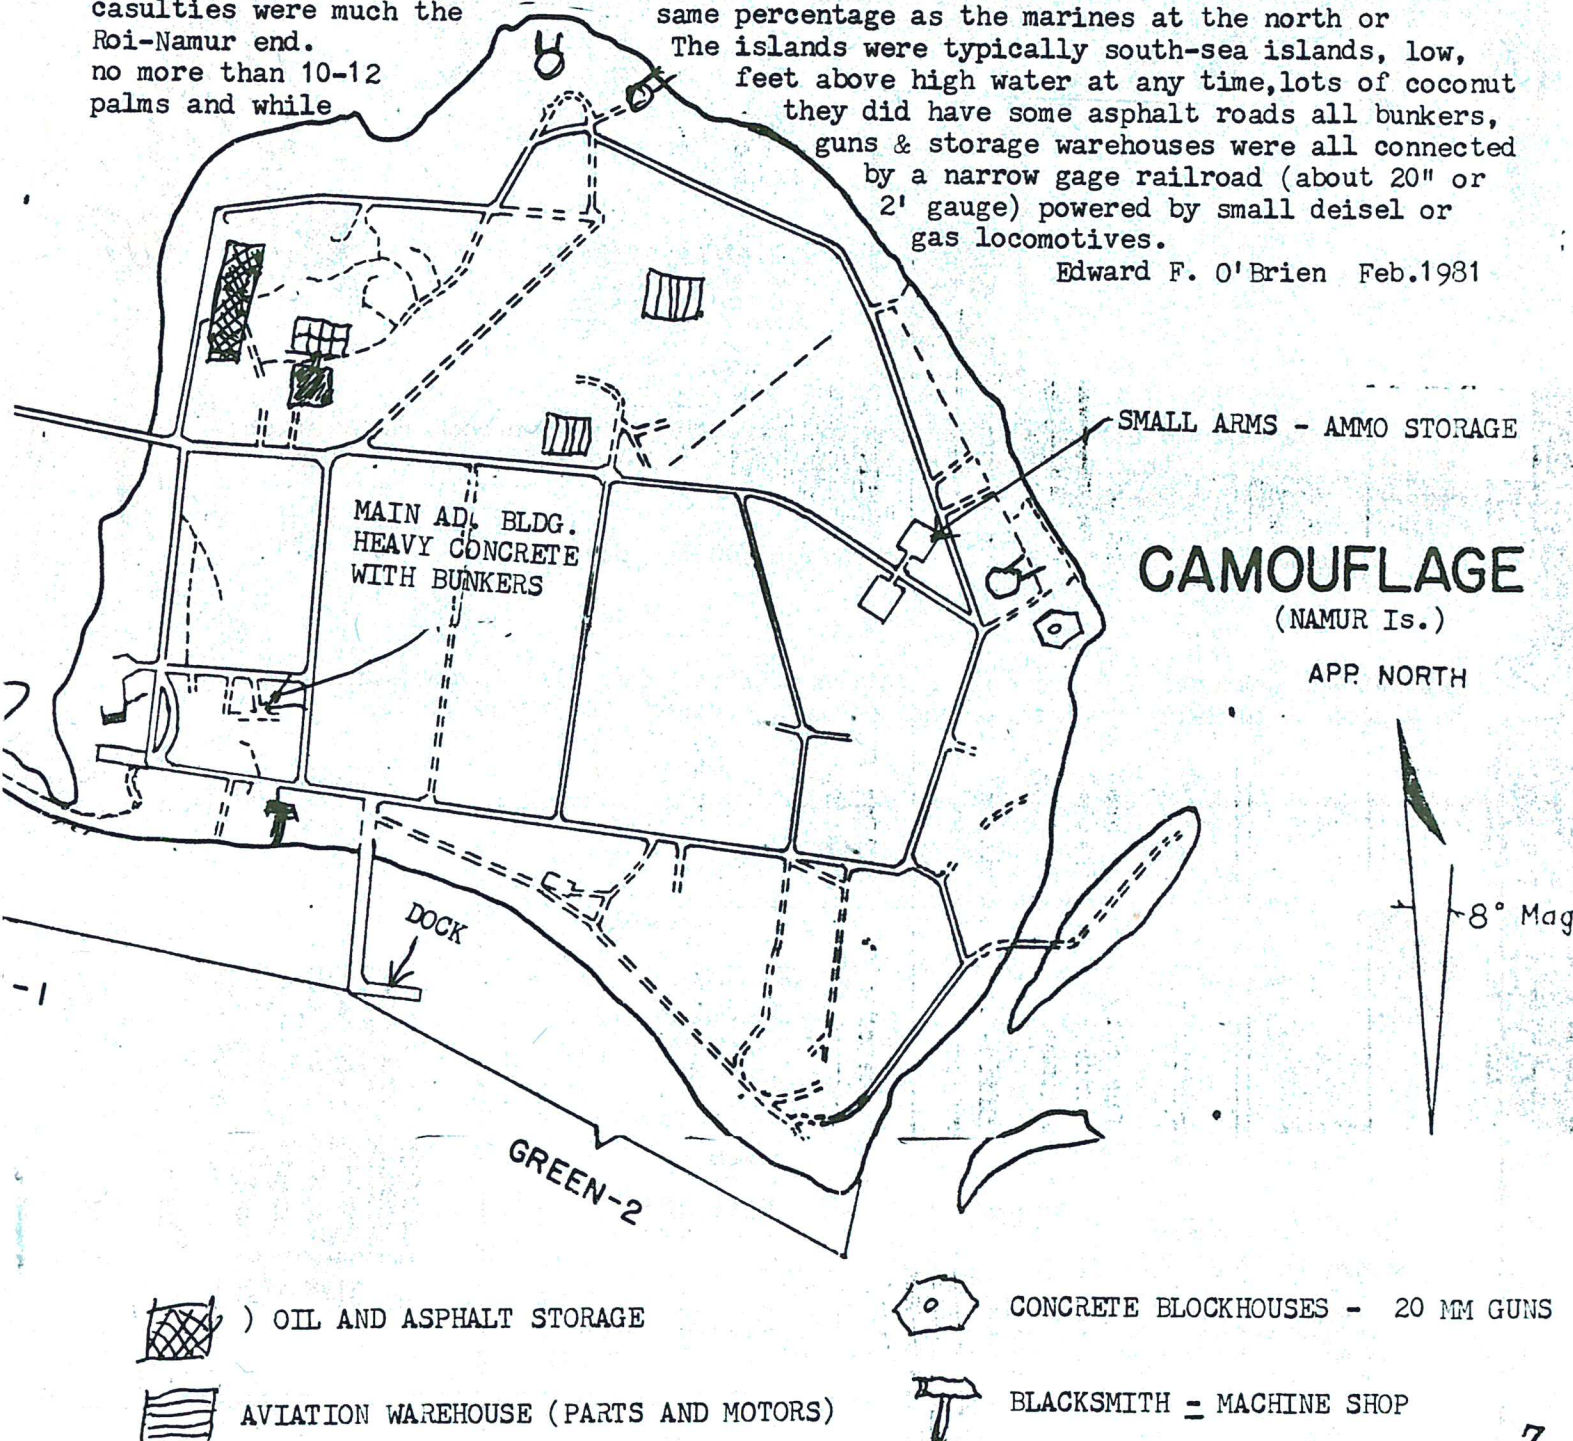 casulties were much the same percentage as the marines at the north or
Roi-Namur end. The islands were typically south-sea islands, low,
no more than 10-12 feet above high water at any time,lots of coconut
palms and while they did have some asphalt roads all bunkers,
guns & storage warehouses were all connected
by a narrow gage railroad (about 20" or
2' gauge) powered by small deisel or
gas locomotives.
Edward F. O'Brien Feb.1981
SMALL ARMS - AMMO STORAGE
MAIN AD. BLDG.
HEAVY CONCRETE
WITH BUNKERS
CAMOUFLAGE
(NAMUR Is.)
APP. NORTH
8° Mag
DOCK
-1
GREEN-2
) OIL AND ASPHALT STORAGE
CONCRETE BLOCKHOUSES - 20 MM GUNS
AVIATION WAREHOUSE (PARTS AND MOTORS)
BLACKSMITH = MACHINE SHOP